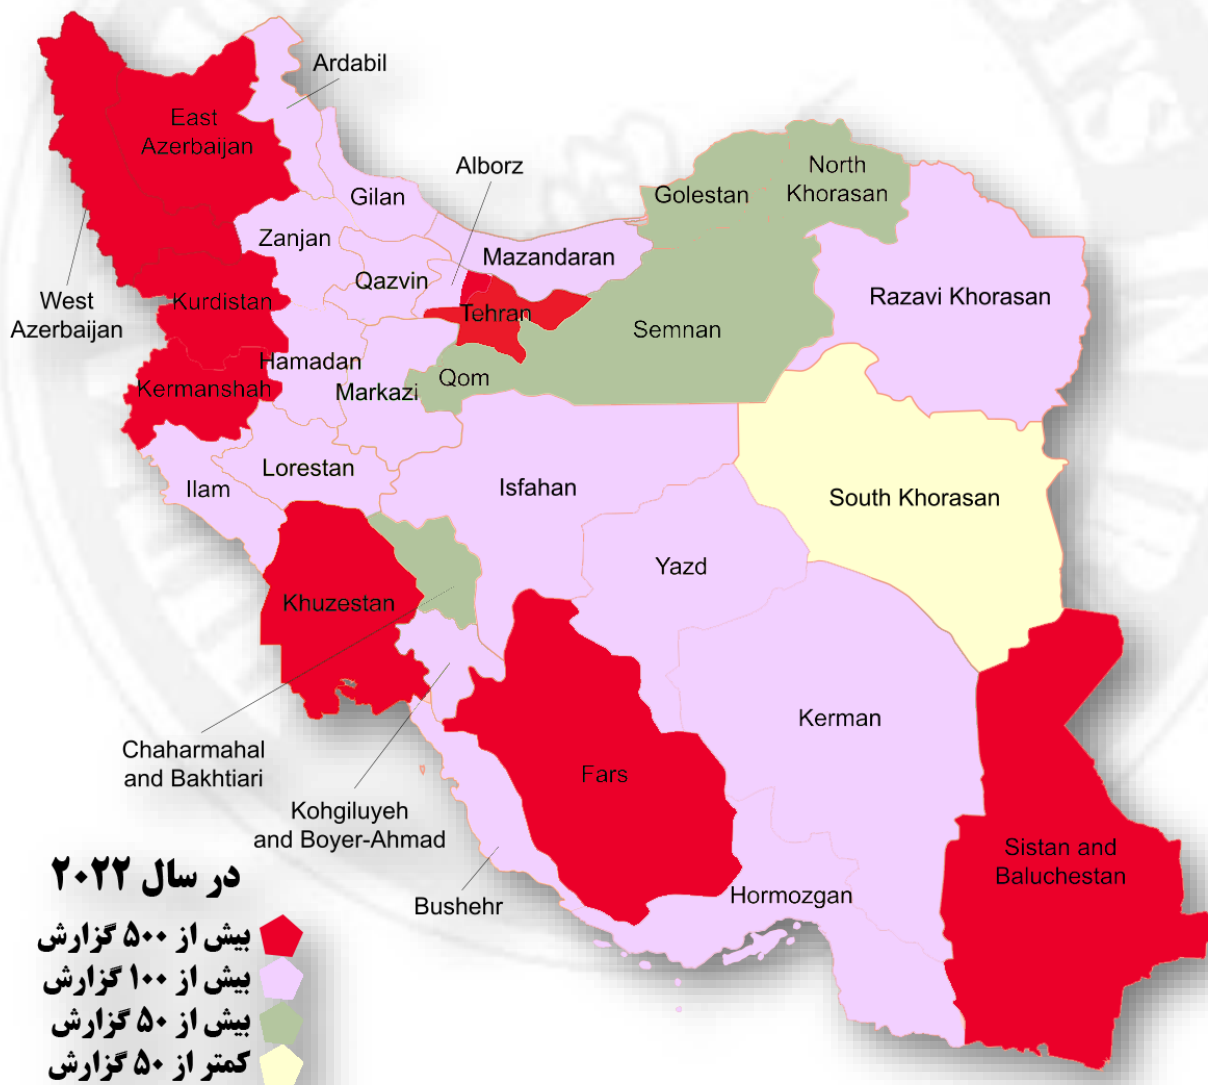 Ardabil
East
Azerbaijan
Alborz
North
Khorasan
Golestan
Gilan
Zanjan
Mazandaran
Qazvin
Razavi Khorasan
West
Azerbaijan
Kurdistan
Tehran
Semnan
Hamadan
Kermanshah
Markazi
Qom
Lorestan
Ilam
Isfahan
South Khorasan
Yazd
Khuzestan
Kerman
Chaharmahal
and Bakhtiari
Fars
Kohgiluyeh
and Boyer-Ahmad
Sistan and
Baluchestan
Hormozgan
Bushehr
در سال ۲۰۲۲
بیش از ۵۰۰ گزارش
بیش از ۱۰۰ گزارش
بیش از ۵۰ گزارش
کمتر از ۵۰ گزارش